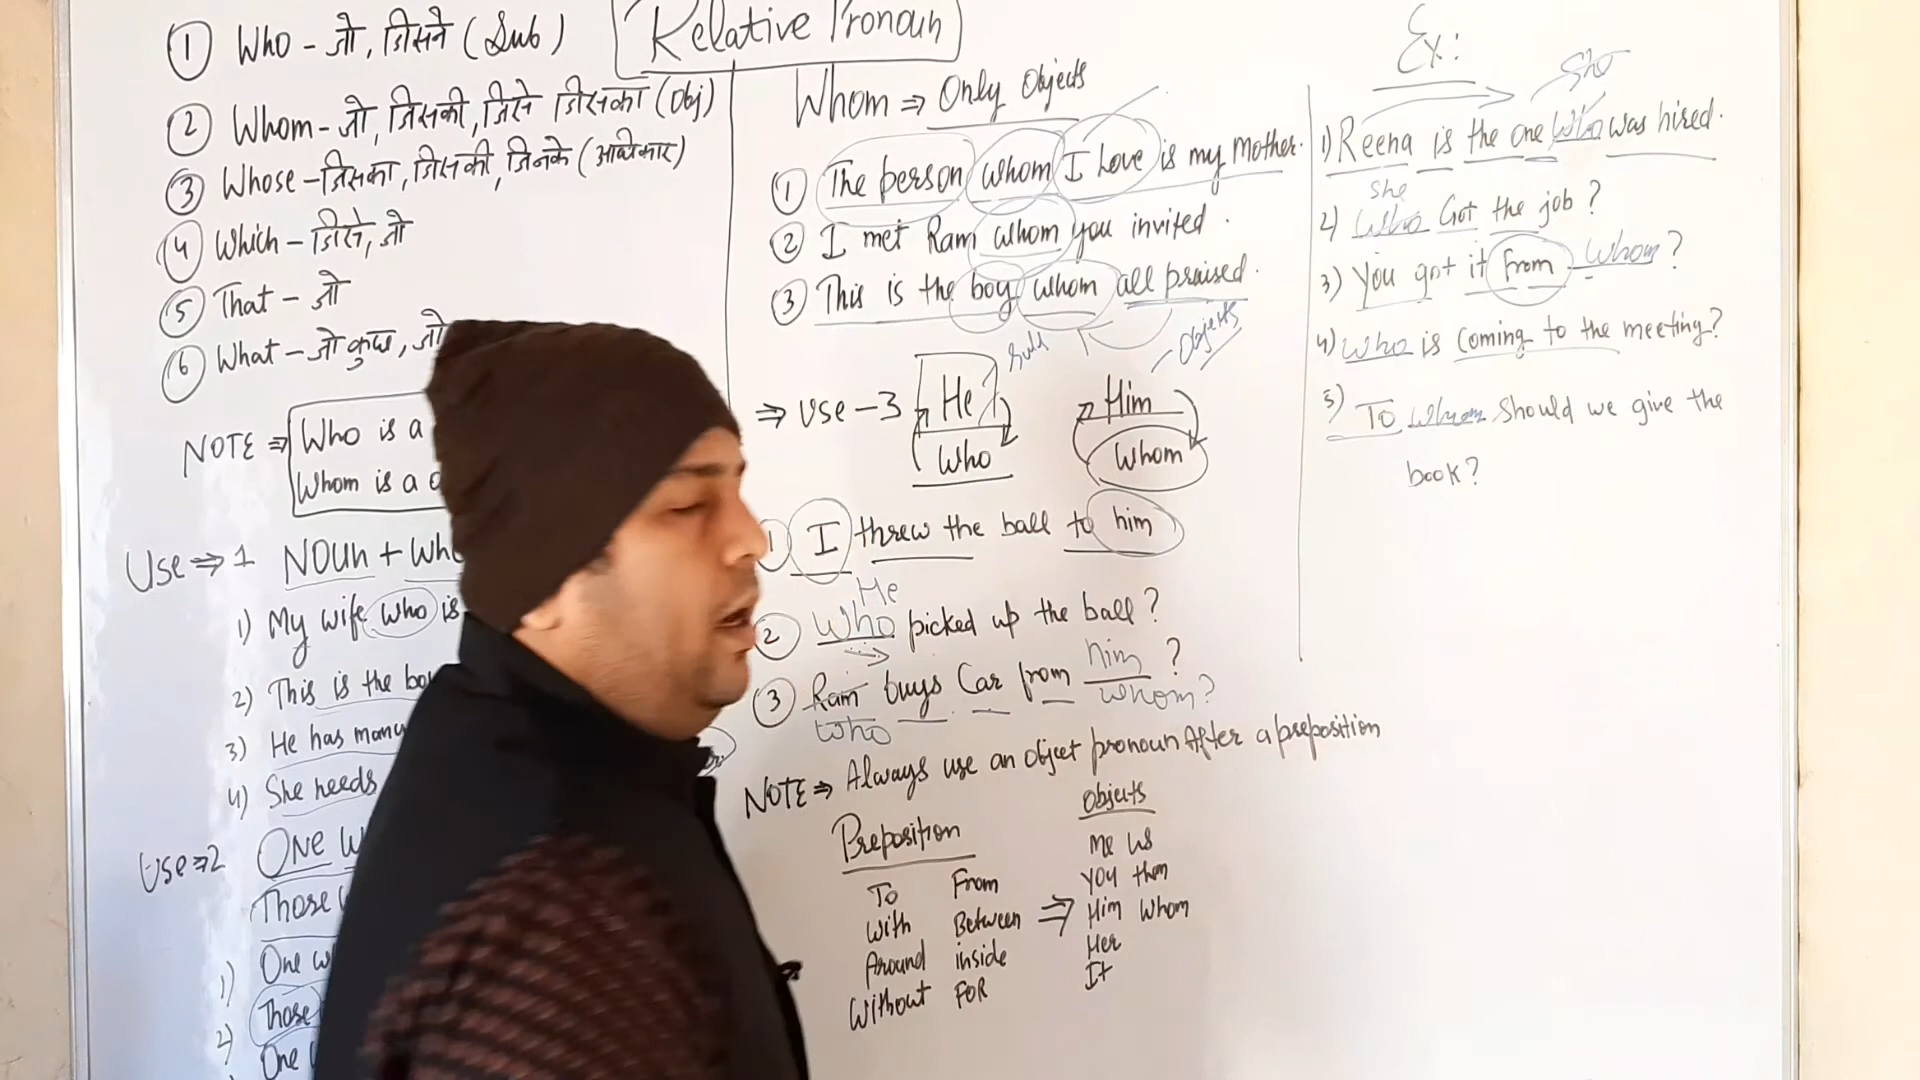 Relative Pronoun
① Who - जो, जिसने (Sub)
② Whom - जो, जिसकी, जिसे जिसका (Obj)
③ Whose - जिसका, जिसकी, जिनके (अधिकार)
④ Which - जिसे, जो
⑤ That - जो
⑥ What - जो कुछ, जो
NOTE ⇒ Who is a
Whom is a
Use ⇒ 1 NOUN +
1) My wife who is
2) This is the
3) He has many
4) She needs
Use ⇒ 2 ONE
Those
1) One
2) Those
One
Whom ⇒ Only Objects
① The person whom I Love is my Mother.
② I met Ram whom you invited.
③ This is the boy whom all praised.
Objects
⇒ Use - 3 He Him
Who Whom
1 I threw the ball to him
He
② Who picked up the ball?
③ Ram buys Car from him ?
Who whom?
NOTE ⇒ Always use an object pronoun After a preposition
Preposition Objects
To From Me Us
With Between ⇒ You them
Around inside Him Whom
Without FOR Her
It
Ex:
She
1) Reena is the one Who was hired.
She
2) Who Got the job?
3) You got it from Whom?
4) Who is coming to the meeting?
5) To Whom Should we give the
book?